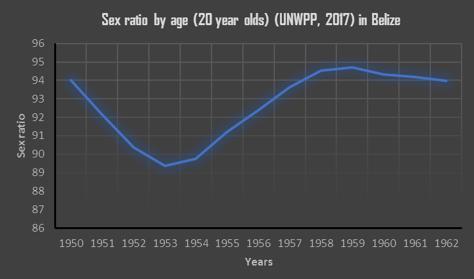 Sex ratio by age (20 year olds) (UNWPP, 2017) in Belize
96
95
94
93
92
91
90
89
88
87
86
Sex ratio
1950 1951 1952 1953 1954 1955 1956 1957 1958 1959 1960 1961 1962
Years